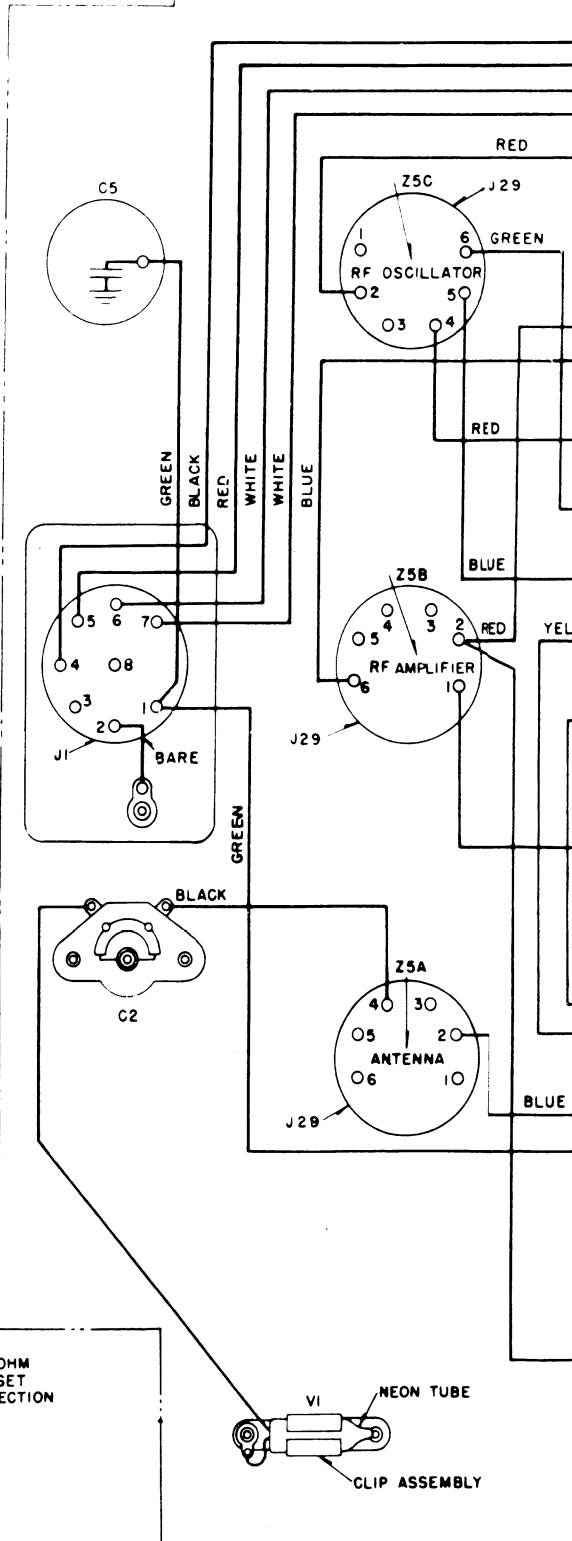 RED
C5
Z5C
J29
1
6
GREEN
RF OSCILLATOR
2
5
3
4
RED
GREEN
BLACK
RED
WHITE
WHITE
BLUE
BLUE
Z5B
4
3
2
RED
YEL
5
RF AMPLIFIER
6
1
J29
5
6
7
4
8
3
1
2
J1
BARE
GREEN
BLACK
C2
Z5A
4
3
5
2
ANTENNA
6
1
BLUE
J29
OHM
SET
ECTION
V1
NEON TUBE
CLIP ASSEMBLY